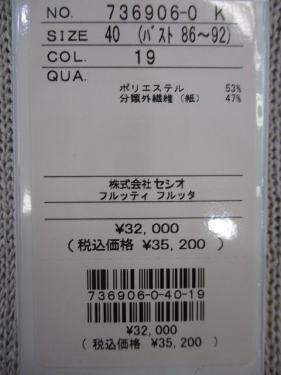 NO. 736906-0 K
SIZE 40 (バスト 86～92)
COL. 19
QUA.
ポリエステル 53%
分類外繊維（紙） 47%
株式会社セシオ
フルッティ フルッタ
¥32,000
(税込価格 ¥35,200)
736906-0-40-19
¥32,000
(税込価格 ¥35,200)